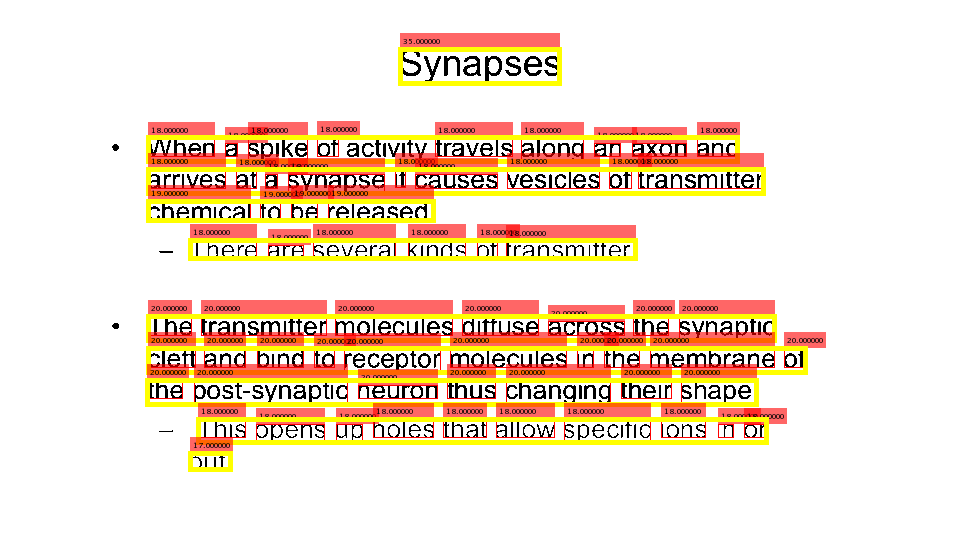 Synapses
• When a spike of activity travels along an axon and
arrives at a synapse it causes vesicles of transmitter
chemical to be released
– There are several kinds of transmitter
• The transmitter molecules diffuse across the synaptic
cleft and bind to receptor molecules in the membrane of
the post-synaptic neuron thus changing their shape
– This opens up holes that allow specific ions in or
out